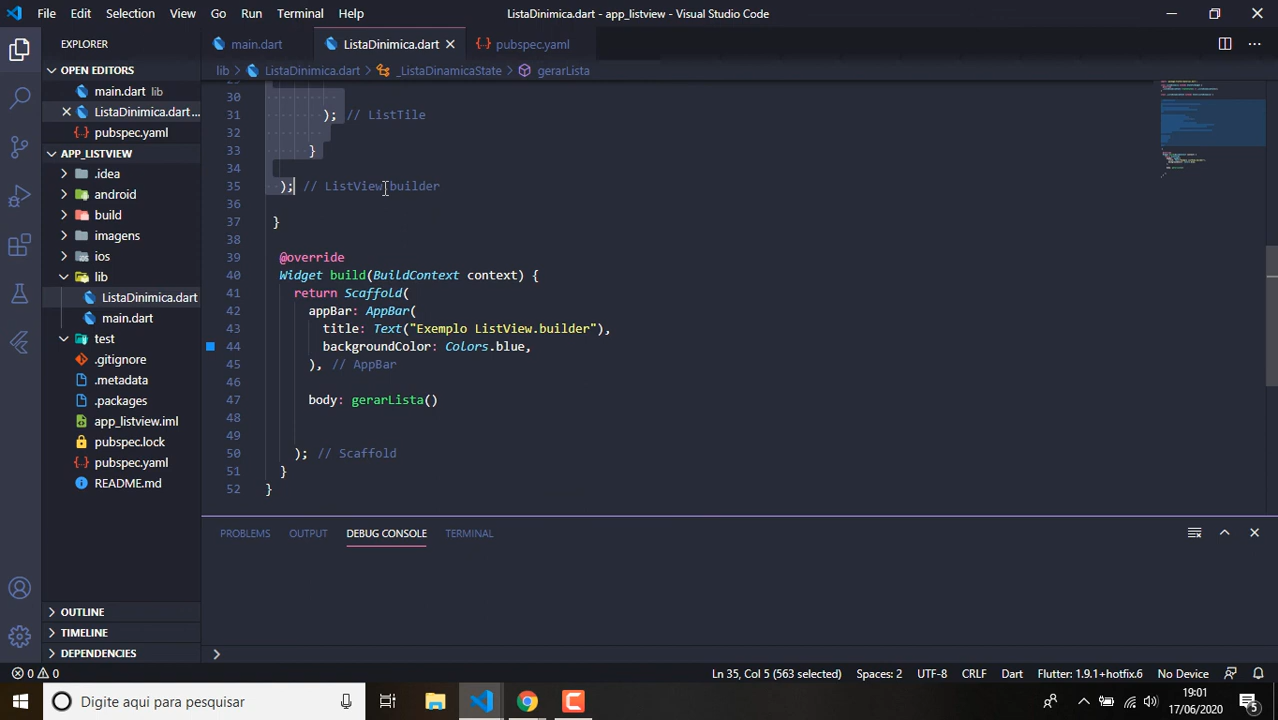 File Edit Selection View Go Run Terminal Help ListaDinimica.dart - app_listview - Visual Studio Code
EXPLORER
main.dart ListaDinimica.dart pubspec.yaml
lib ListaDinimica.dart _ListaDinamicaState gerarLista
OPEN EDITORS
main.dart lib
ListaDinimica.dart...
pubspec.yaml
APP_LISTVIEW
.idea
android
build
imagens
ios
lib
ListaDinimica.dart
main.dart
test
.gitignore
.metadata
.packages
app_listview.iml
pubspec.lock
pubspec.yaml
README.md
OUTLINE
TIMELINE
DEPENDENCIES
30
31 ); // ListTile
32
33 }
34
35 ); // ListView.builder
36
37 }
38
39 @override
40 Widget build(BuildContext context) {
41 return Scaffold(
42 appBar: AppBar(
43 title: Text("Exemplo ListView.builder"),
44 backgroundColor: Colors.blue,
45 ), // AppBar
46
47 body: gerarLista()
48
49
50 ); // Scaffold
51 }
52 }
PROBLEMS OUTPUT DEBUG CONSOLE TERMINAL
0 0 Ln 35, Col 5 (563 selected) Spaces: 2 UTF-8 CRLF Dart Flutter: 1.9.1+hotfix.6 No Device
Digite aqui para pesquisar
19:01
17/06/2020
5